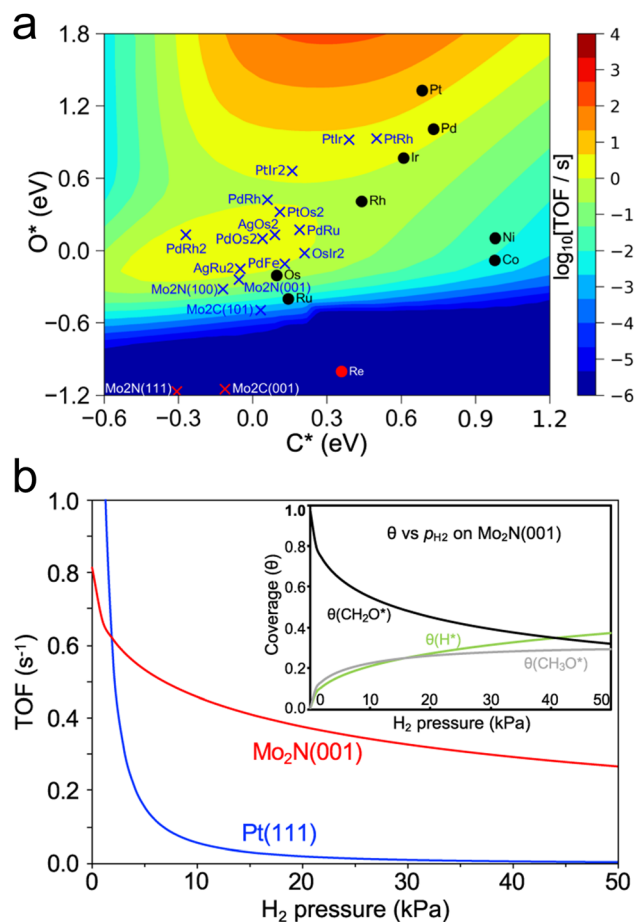 a
1.8
1.2
0.6
0.0
−0.6
−1.2
O* (eV)
−0.6
−0.3
0.0
0.3
0.6
0.9
1.2
C* (eV)
Pt
Pd
PtIr
PtRh
Ir
PtIr2
Rh
PdRh
PtOs2
AgOs2
PdRu
PdRh2
PdOs2
OsIr2
Ni
Co
AgRu2
PdFe
Os
Mo2N(100)
Mo2N(001)
Ru
Mo2C(101)
Re
Mo2N(111)
Mo2C(001)
4
3
2
1
0
−1
−2
−3
−4
−5
−6
log₁₀[TOF / s]
b
1.0
0.8
0.6
0.4
0.2
0.0
TOF (s⁻¹)
0
10
20
30
40
50
H₂ pressure (kPa)
Mo₂N(001)
Pt(111)
θ vs p_H2 on Mo₂N(001)
1.0
0.8
0.6
0.4
0.2
0
Coverage (θ)
θ(CH₂O*)
θ(H*)
θ(CH₃O*)
0
10
20
30
40
50
H₂ pressure (kPa)